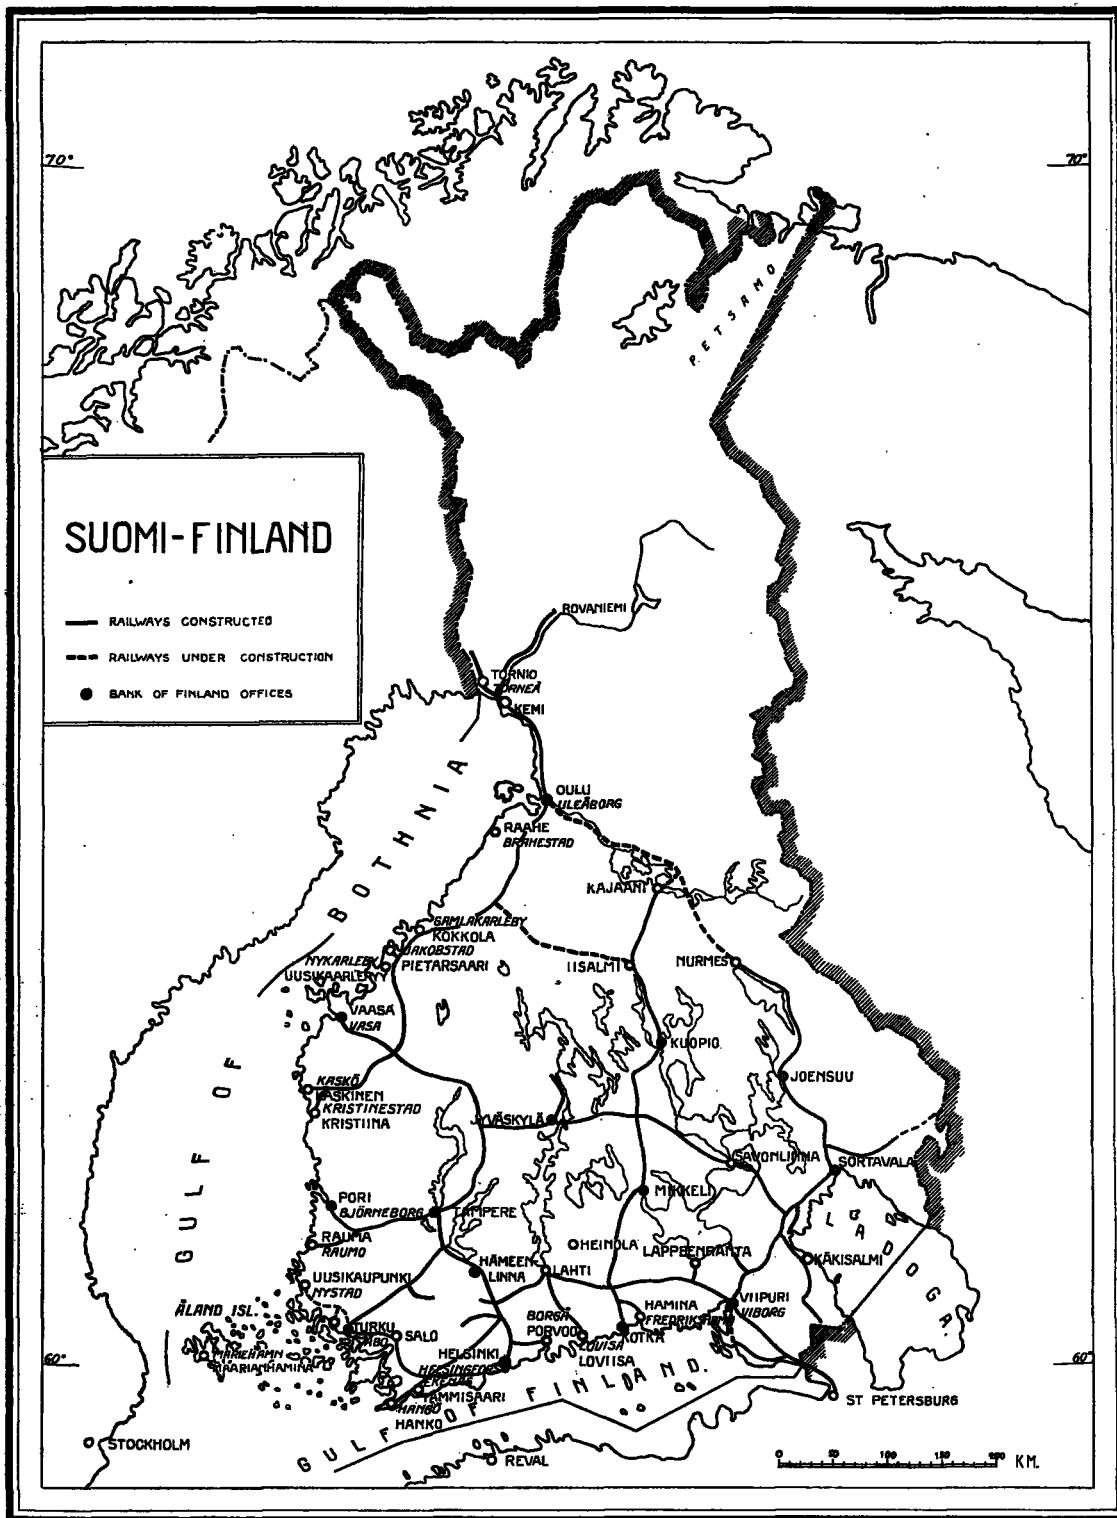 70°
70°
PETSAMO
SUOMI-FINLAND
RAILWAYS CONSTRUCTED
RAILWAYS UNDER CONSTRUCTION
BANK OF FINLAND OFFICES
ROVANIEMI
TORNIO
TORNEÅ
KEMI
OULU
ULEÅBORG
RAAHE
BRAHESTAD
KAJAANI
GAMLAKARLEBY
KOKKOLA
JAKOBSTAD
PIETARSAARI
NYKARLEBY
UUSIKAARLEPYY
IISALMI
NURMES
VAASA
VASA
KUOPIO
JOENSUU
KASKÖ
KASKINEN
KRISTINESTAD
KRISTIINA
JYVÄSKYLÄ
SAVONLINNA
SORTAVALA
GULF OF BOTHNIA
PORI
BJÖRNEBORG
TAMPERE
MIKKELI
LADOGA
RAUMA
RAUMO
HEINOLA
LAPPEENRANTA
KÄKISALMI
UUSIKAUPUNKI
NYSTAD
HÄMEEN-
LINNA
LAHTI
VIIPURI
VIBORG
ÅLAND ISL.
TURKU
ÅBO
SALO
BORGÅ
PORVOO
HAMINA
FREDRIKSHAMN
KOTKA
LOVISA
LOVIISA
MARIEHAMN
MAARIANHAMINA
HELSINKI
HELSINGFORS
EKENÄS
TAMMISAARI
HANGÖ
HANKO
60°
60°
GULF OF FINLAND.
ST PETERSBURG
STOCKHOLM
REVAL
0 50 100 150 200 KM.